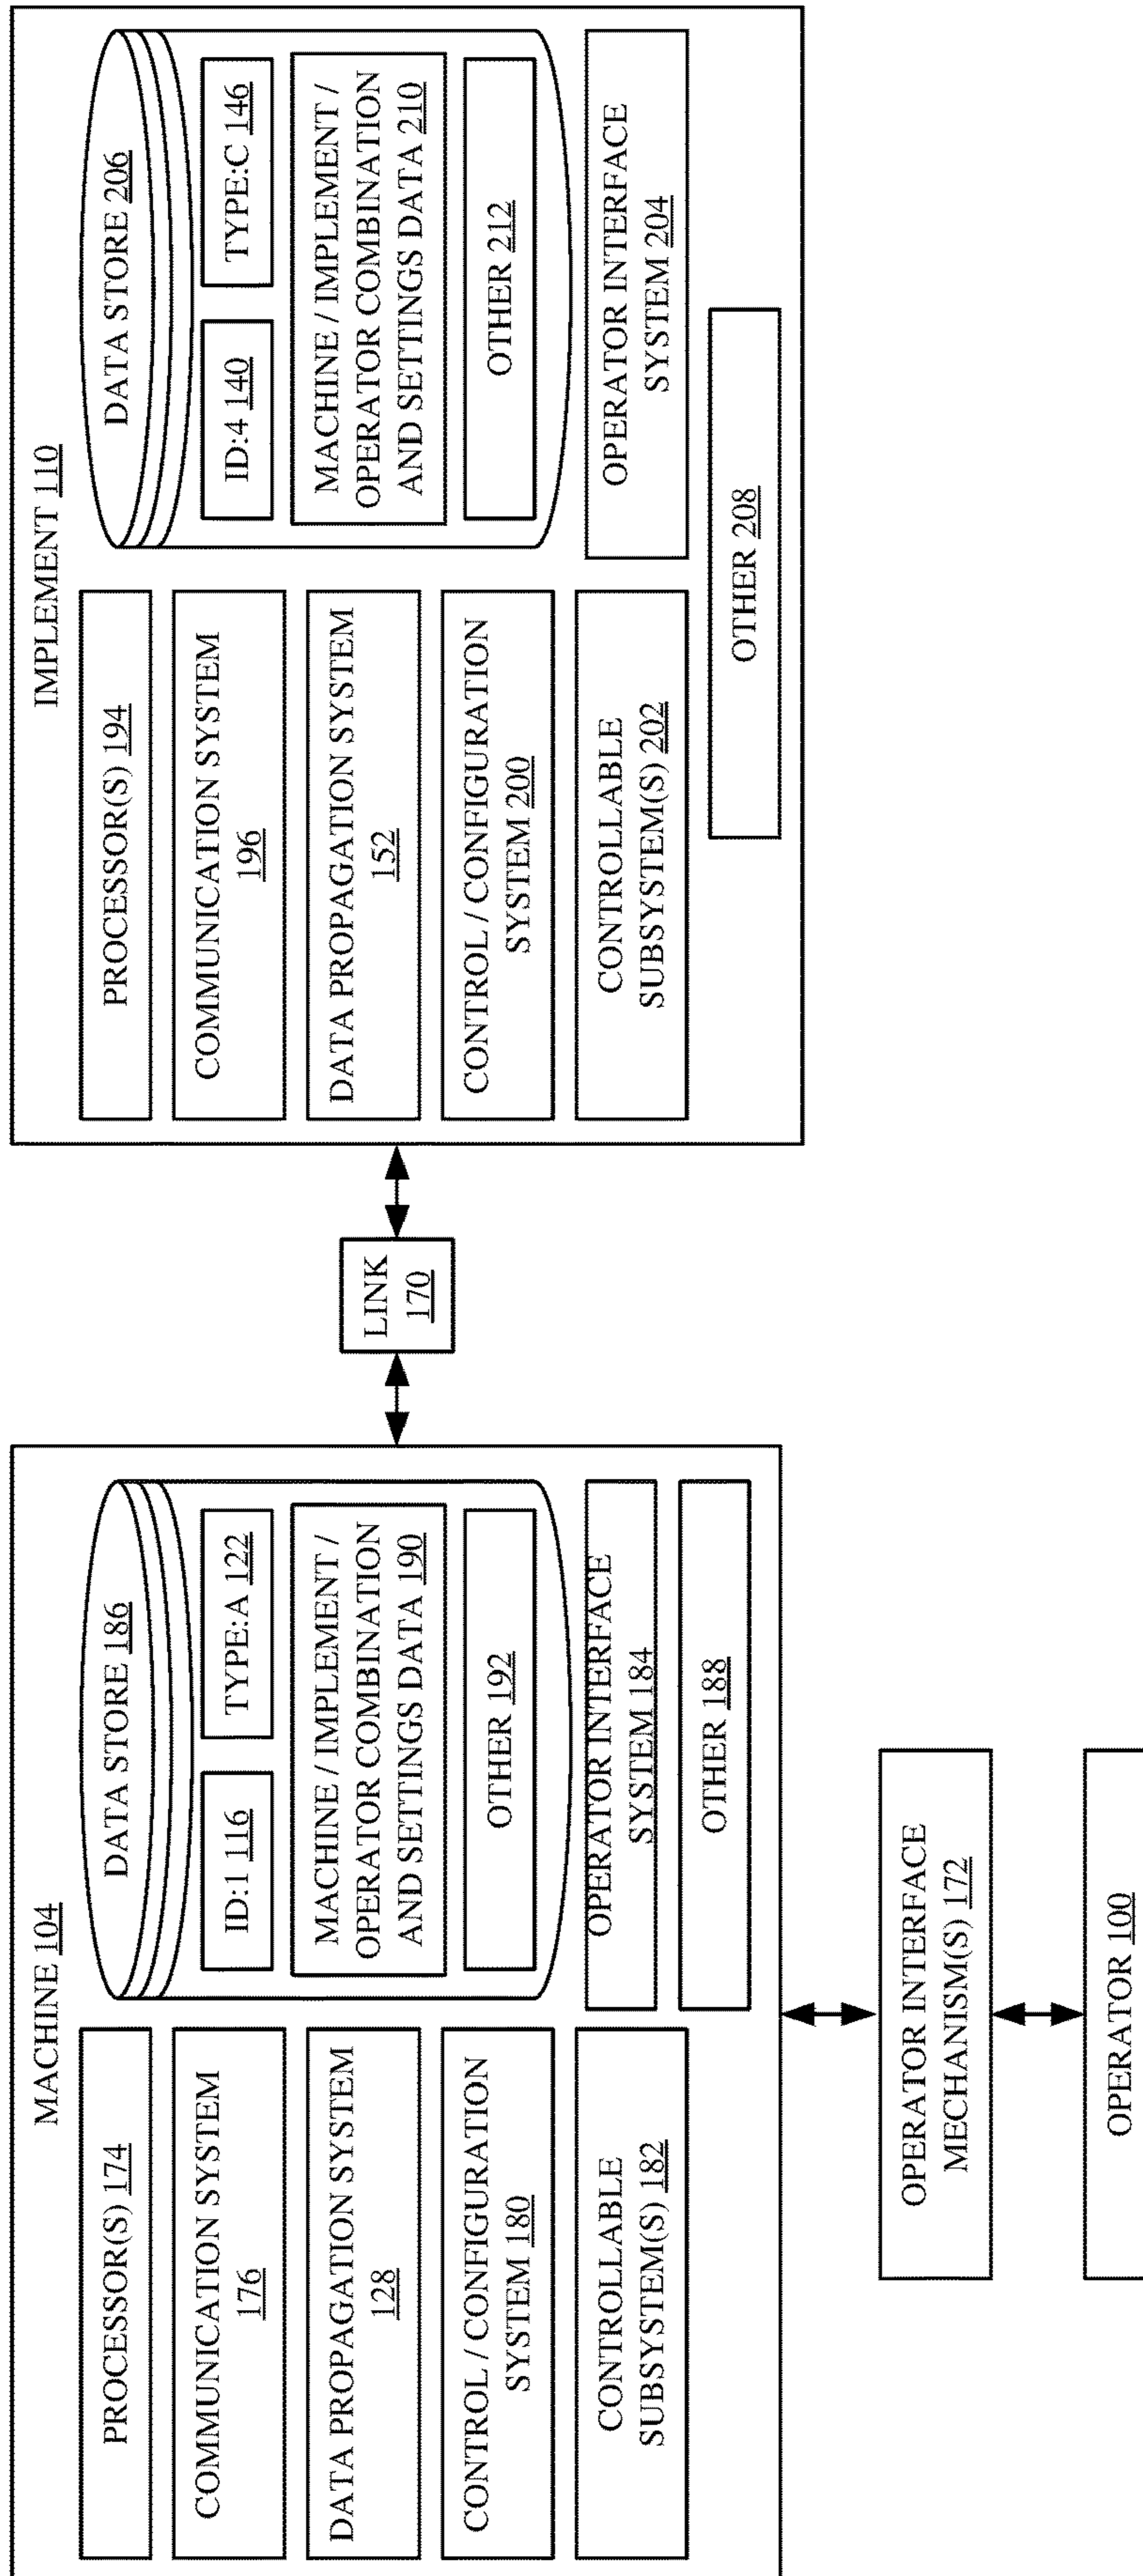 MACHINE 104
PROCESSOR(S) 174
COMMUNICATION SYSTEM
176
DATA PROPAGATION SYSTEM
128
CONTROL / CONFIGURATION
SYSTEM 180
CONTROLLABLE
SUBSYSTEM(S) 182
DATA STORE 186
ID:1 116
TYPE:A 122
MACHINE / IMPLEMENT /
OPERATOR COMBINATION
AND SETTINGS DATA 190
OTHER 192
OPERATOR INTERFACE
SYSTEM 184
OTHER 188
OPERATOR INTERFACE
MECHANISM(S) 172
OPERATOR 100
LINK
170
IMPLEMENT 110
PROCESSOR(S) 194
COMMUNICATION SYSTEM
196
DATA PROPAGATION SYSTEM
152
CONTROL / CONFIGURATION
SYSTEM 200
CONTROLLABLE
SUBSYSTEM(S) 202
DATA STORE 206
ID:4 140
TYPE:C 146
MACHINE / IMPLEMENT /
OPERATOR COMBINATION
AND SETTINGS DATA 210
OTHER 212
OPERATOR INTERFACE
SYSTEM 204
OTHER 208